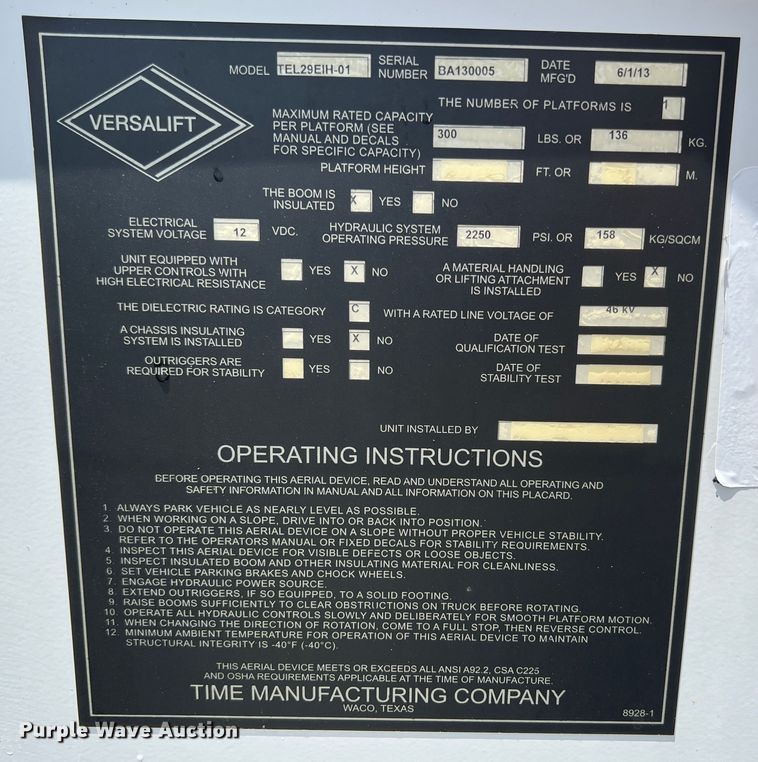 MODEL TEL29EIH-01 SERIAL NUMBER BA130005 DATE MFG'D 6/1/13
VERSALIFT
THE NUMBER OF PLATFORMS IS 1
MAXIMUM RATED CAPACITY
PER PLATFORM (SEE
MANUAL AND DECALS
FOR SPECIFIC CAPACITY) 300 LBS. OR 136 KG.
PLATFORM HEIGHT FT. OR M.
THE BOOM IS
INSULATED X YES NO
ELECTRICAL
SYSTEM VOLTAGE 12 VDC. HYDRAULIC SYSTEM
OPERATING PRESSURE 2250 PSI. OR 158 KG/SQCM
UNIT EQUIPPED WITH
UPPER CONTROLS WITH
HIGH ELECTRICAL RESISTANCE YES X NO
A MATERIAL HANDLING
OR LIFTING ATTACHMENT
IS INSTALLED YES X NO
THE DIELECTRIC RATING IS CATEGORY C WITH A RATED LINE VOLTAGE OF 46 kV
A CHASSIS INSULATING
SYSTEM IS INSTALLED YES X NO
DATE OF
QUALIFICATION TEST
OUTRIGGERS ARE
REQUIRED FOR STABILITY YES NO
DATE OF
STABILITY TEST
UNIT INSTALLED BY
OPERATING INSTRUCTIONS
BEFORE OPERATING THIS AERIAL DEVICE, READ AND UNDERSTAND ALL OPERATING AND
SAFETY INFORMATION IN MANUAL AND ALL INFORMATION ON THIS PLACARD.
1. ALWAYS PARK VEHICLE AS NEARLY LEVEL AS POSSIBLE.
2. WHEN WORKING ON A SLOPE, DRIVE INTO OR BACK INTO POSITION.
3. DO NOT OPERATE THIS AERIAL DEVICE ON A SLOPE WITHOUT PROPER VEHICLE STABILITY.
REFER TO THE OPERATORS MANUAL OR FIXED DECALS FOR STABILITY REQUIREMENTS.
4. INSPECT THIS AERIAL DEVICE FOR VISIBLE DEFECTS OR LOOSE OBJECTS.
5. INSPECT INSULATED BOOM AND OTHER INSULATING MATERIAL FOR CLEANLINESS.
6. SET VEHICLE PARKING BRAKES AND CHOCK WHEELS.
7. ENGAGE HYDRAULIC POWER SOURCE.
8. EXTEND OUTRIGGERS, IF SO EQUIPPED, TO A SOLID FOOTING.
9. RAISE BOOMS SUFFICIENTLY TO CLEAR OBSTRUCTIONS ON TRUCK BEFORE ROTATING.
10. OPERATE ALL HYDRAULIC CONTROLS SLOWLY AND DELIBERATELY FOR SMOOTH PLATFORM MOTION.
11. WHEN CHANGING THE DIRECTION OF ROTATION, COME TO A FULL STOP, THEN REVERSE CONTROL.
12. MINIMUM AMBIENT TEMPERATURE FOR OPERATION OF THIS AERIAL DEVICE TO MAINTAIN
STRUCTURAL INTEGRITY IS -40°F (-40°C).
THIS AERIAL DEVICE MEETS OR EXCEEDS ALL ANSI A92.2, CSA C225
AND OSHA REQUIREMENTS APPLICABLE AT THE TIME OF MANUFACTURE.
TIME MANUFACTURING COMPANY
WACO, TEXAS
8928-1
Purple Wave Auction